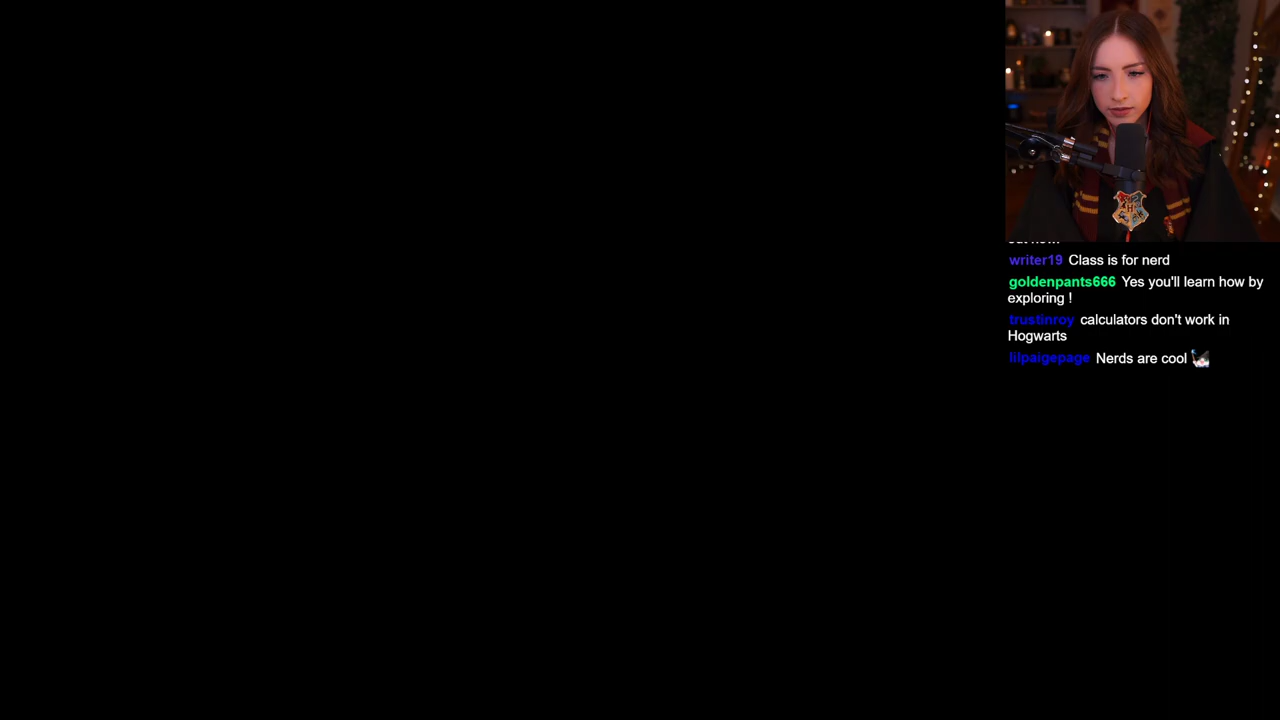 writer19 Class is for nerd
goldenpants666 Yes you'll learn how by
exploring !
trustinroy calculators don't work in
Hogwarts
lilpaigepage Nerds are cool